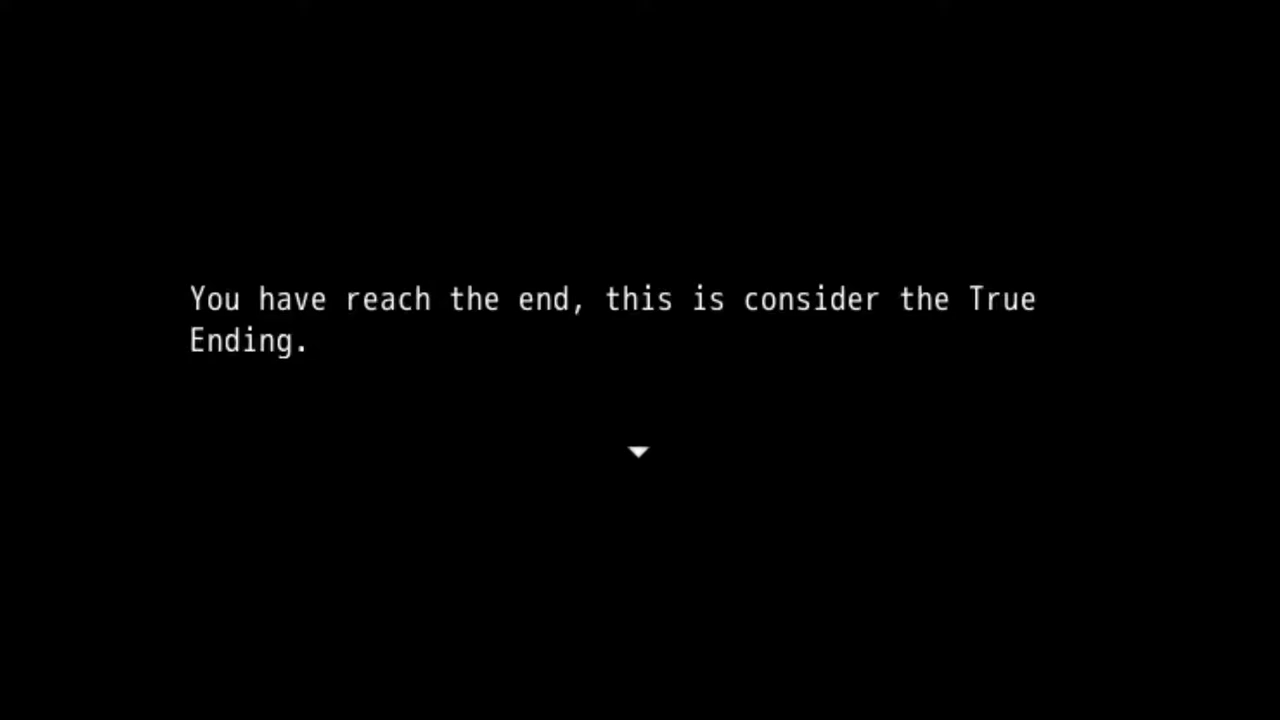 You have reach the end, this is consider the True
Ending.